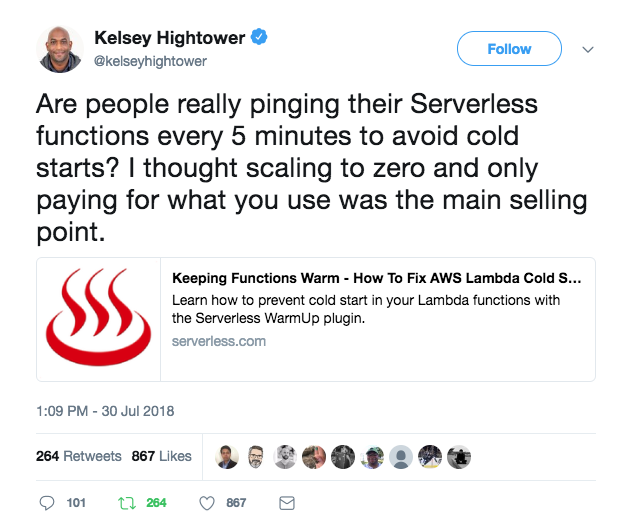 Kelsey Hightower
@kelseyhightower
Follow
Are people really pinging their Serverless
functions every 5 minutes to avoid cold
starts? I thought scaling to zero and only
paying for what you use was the main selling
point.
Keeping Functions Warm - How To Fix AWS Lambda Cold S...
Learn how to prevent cold start in your Lambda functions with
the Serverless WarmUp plugin.
serverless.com
1:09 PM - 30 Jul 2018
264 Retweets 867 Likes
101 264 867